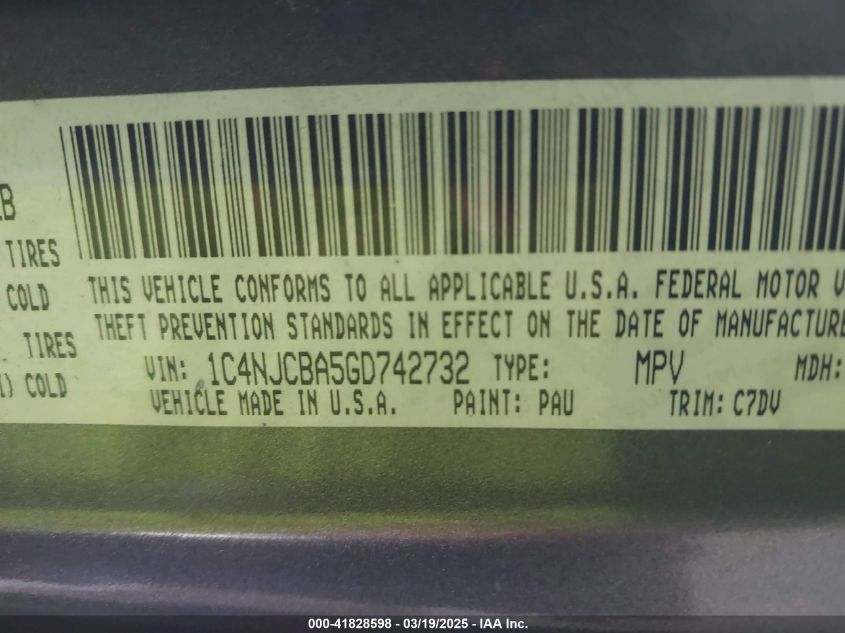 B
TIRES
COLD
TIRES
) COLD
THIS VEHICLE CONFORMS TO ALL APPLICABLE U.S.A. FEDERAL MOTOR V
THEFT PREVENTION STANDARDS IN EFFECT ON THE DATE OF MANUFACTURE
VIN: 1C4NJCBA5GD742732 TYPE: MPV MDH:
VEHICLE MADE IN U.S.A. PAINT: PAU TRIM: C7DV
000-41828598 - 03/19/2025 - IAA Inc.